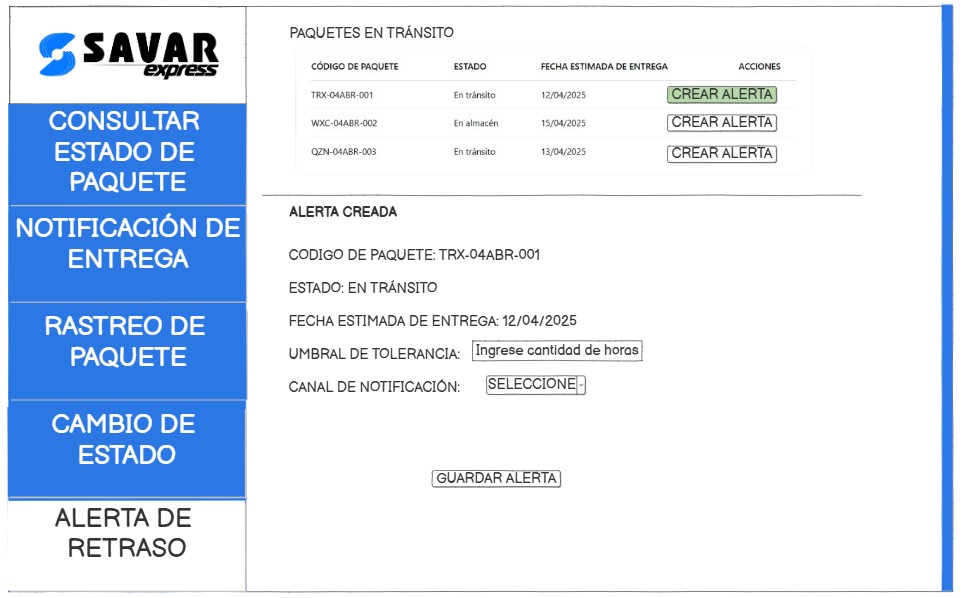 SAVAR
express
CONSULTAR
ESTADO DE
PAQUETE
NOTIFICACIÓN DE
ENTREGA
RASTREO DE
PAQUETE
CAMBIO DE
ESTADO
ALERTA DE
RETRASO
PAQUETES EN TRÁNSITO
CÓDIGO DE PAQUETE ESTADO FECHA ESTIMADA DE ENTREGA ACCIONES
TRX-04ABR-001 En tránsito 12/04/2025 CREAR ALERTA
WXC-04ABR-002 En almacén 15/04/2025 CREAR ALERTA
QZN-04ABR-003 En tránsito 13/04/2025 CREAR ALERTA
ALERTA CREADA
CODIGO DE PAQUETE: TRX-04ABR-001
ESTADO: EN TRÁNSITO
FECHA ESTIMADA DE ENTREGA: 12/04/2025
UMBRAL DE TOLERANCIA: Ingrese cantidad de horas
CANAL DE NOTIFICACIÓN: SELECCIONE
GUARDAR ALERTA